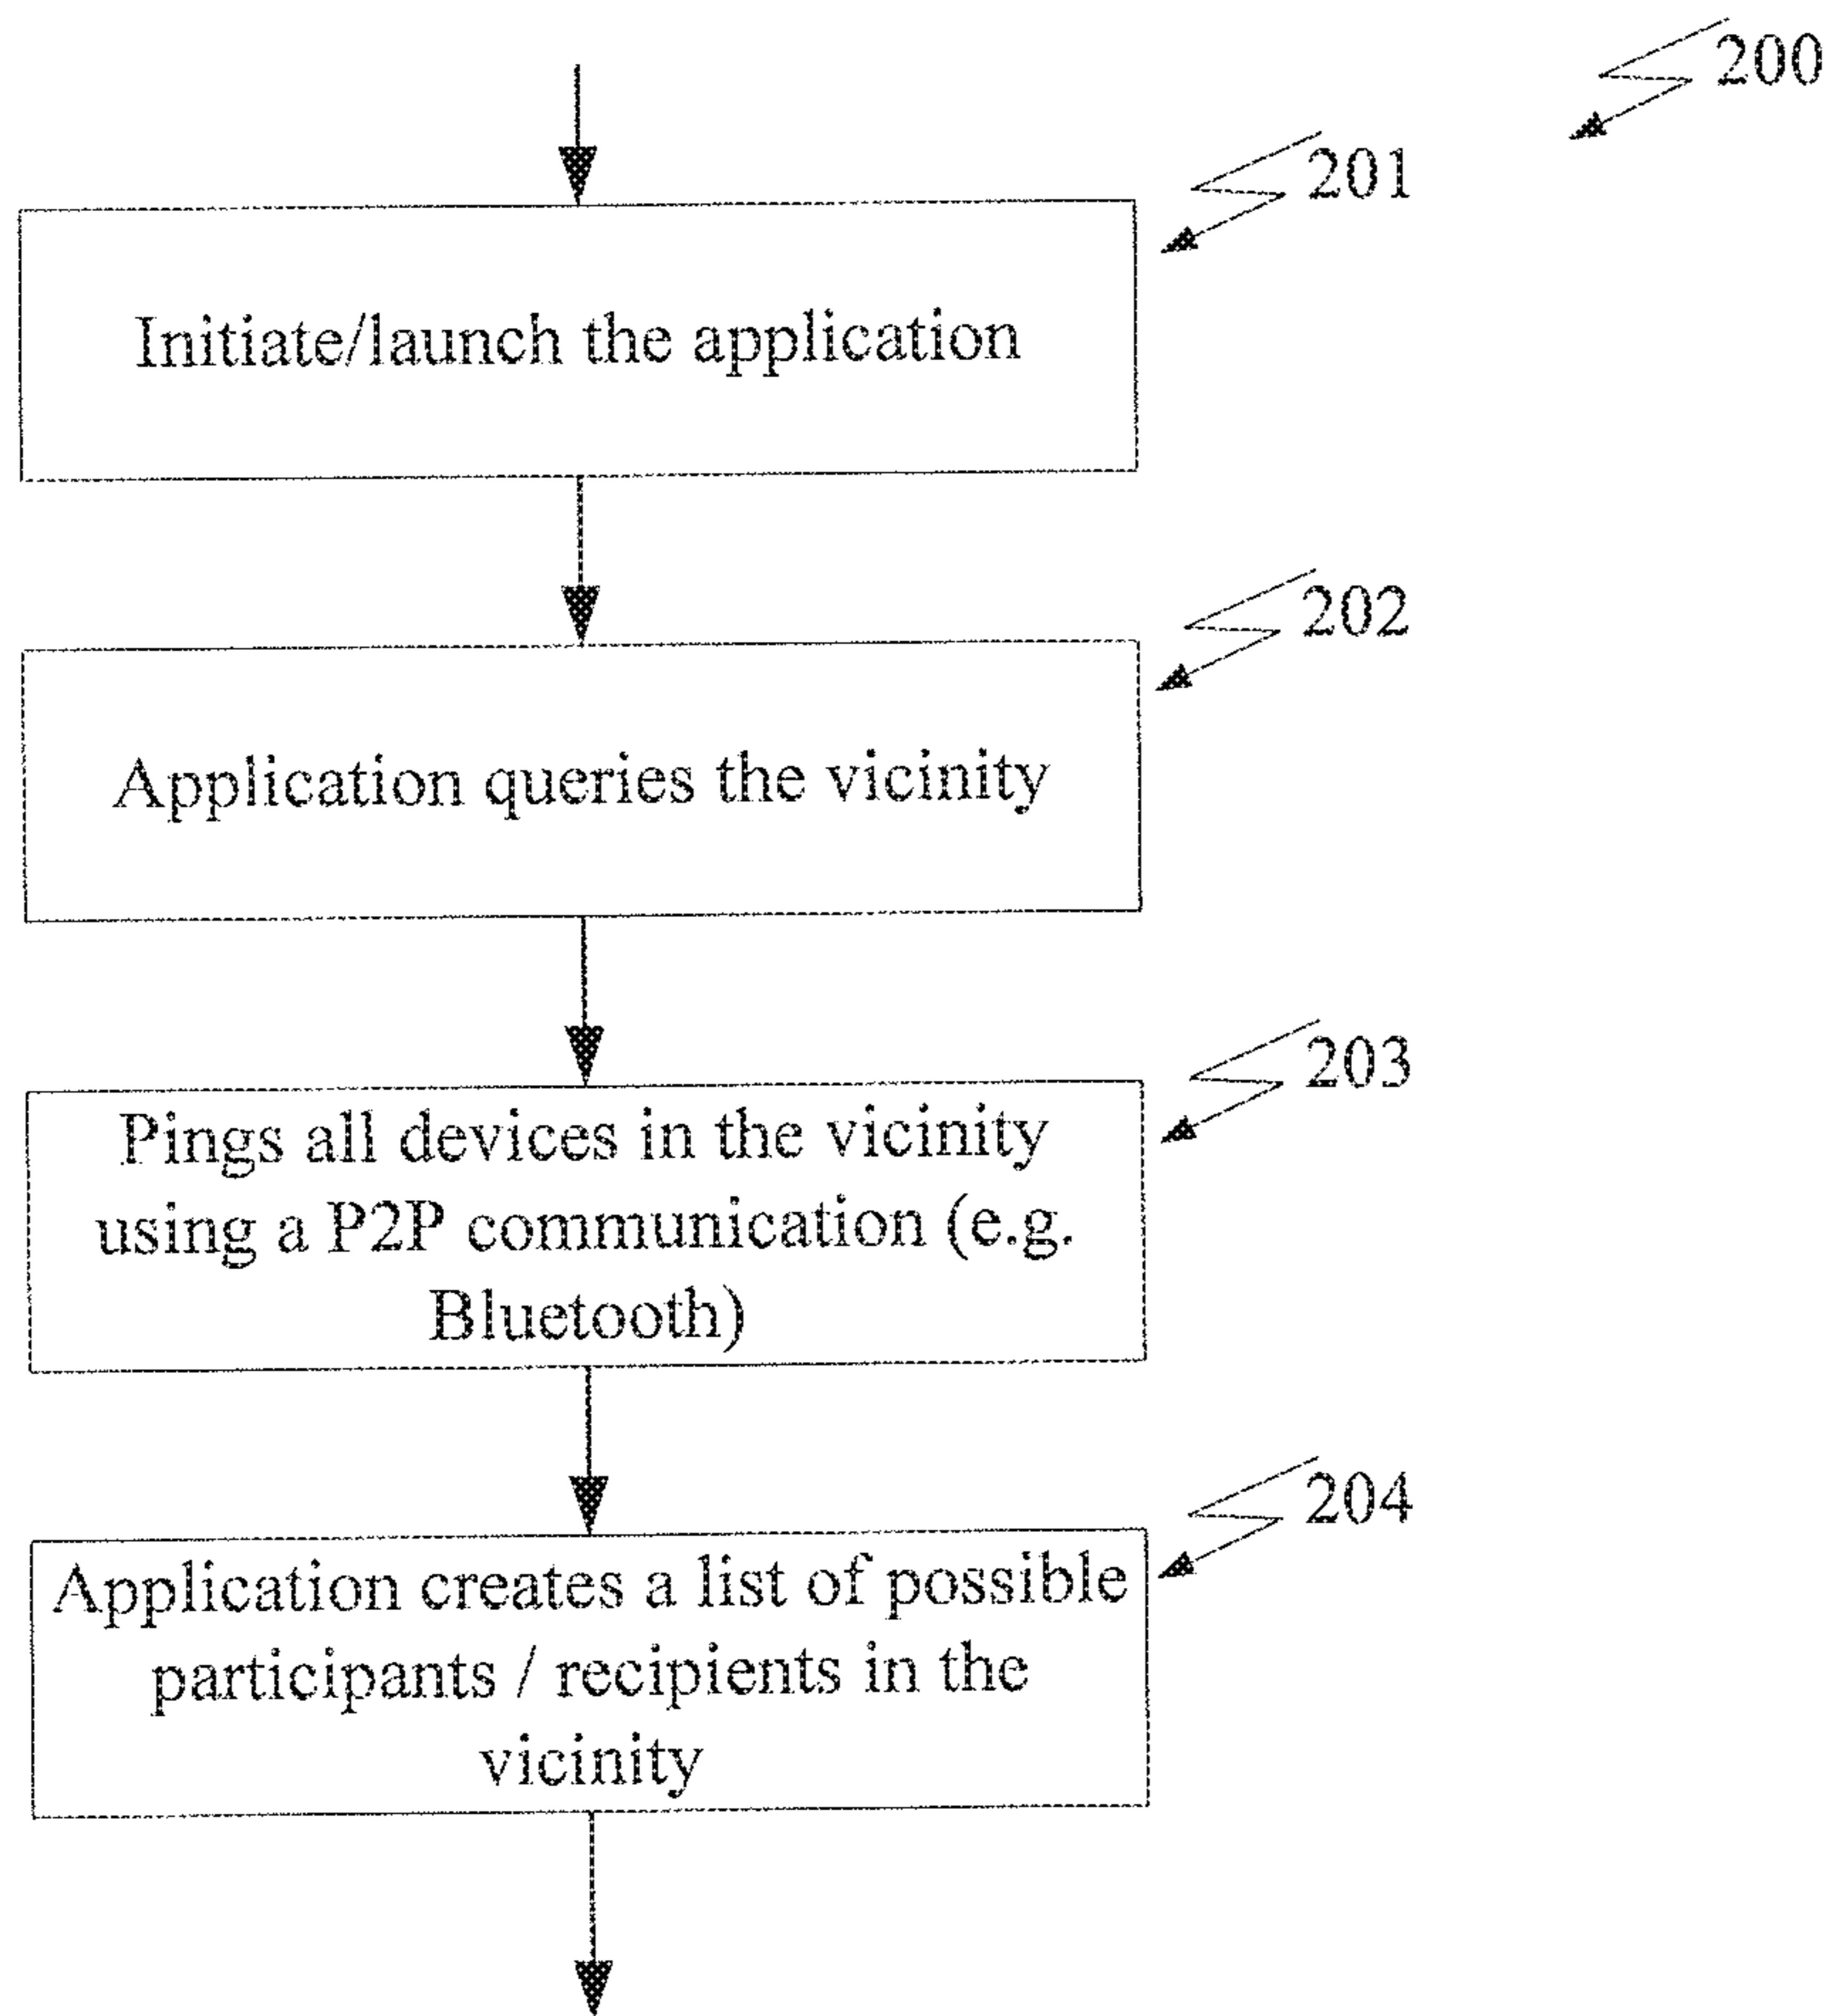 200
201
Initiate/launch the application
202
Application queries the vicinity
203
Pings all devices in the vicinity
using a P2P communication (e.g.
Bluetooth)
204
Application creates a list of possible
participants / recipients in the
vicinity